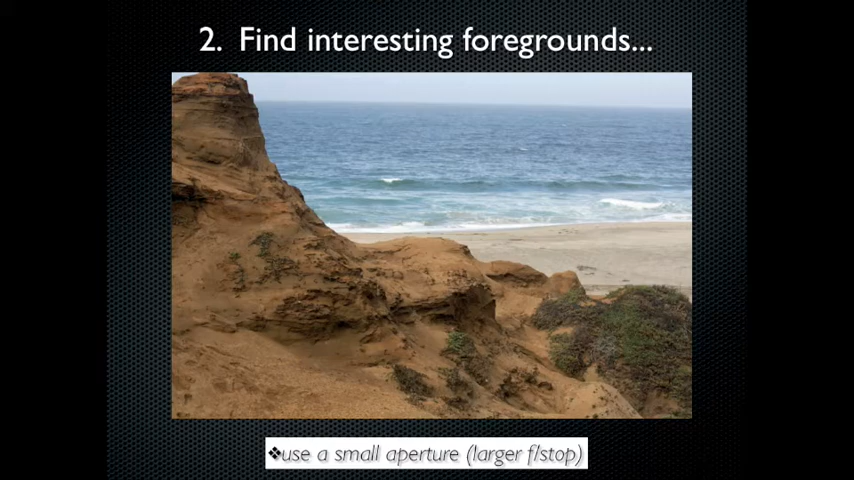 2. Find interesting foregrounds...
❖use a small aperture (larger f/stop)